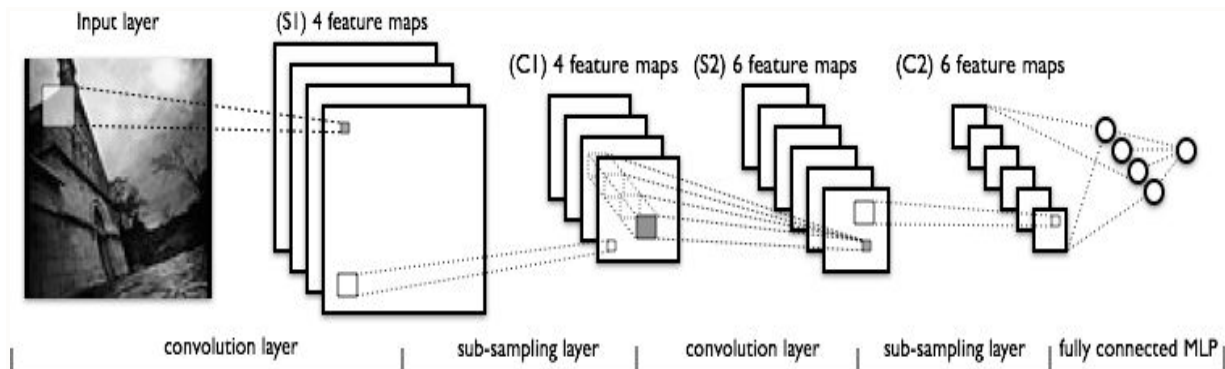 Input layer
(S1) 4 feature maps
(C1) 4 feature maps
(S2) 6 feature maps
(C2) 6 feature maps
convolution layer
sub-sampling layer
convolution layer
sub-sampling layer
fully connected MLP